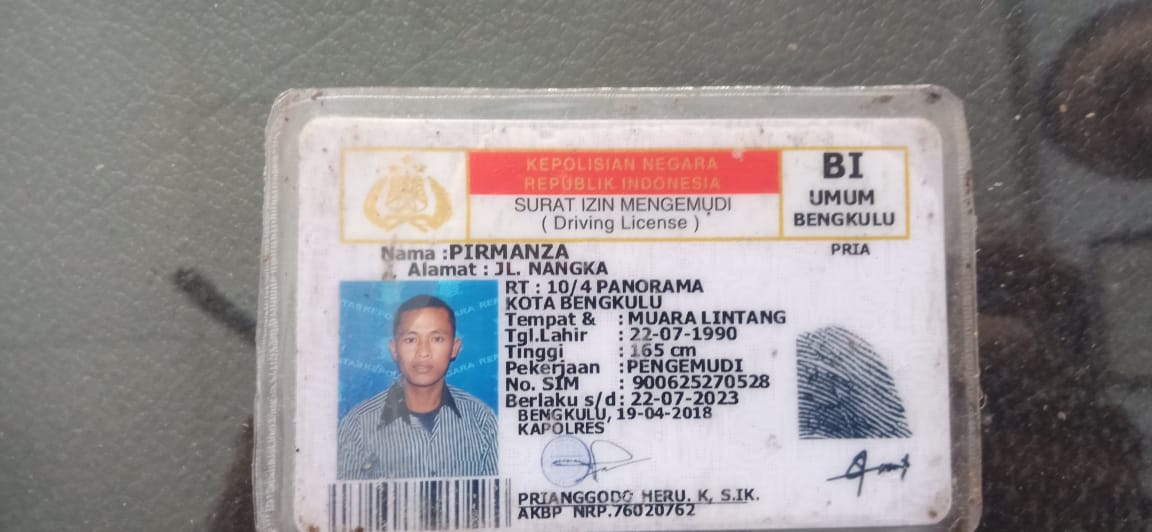 KEPOLISIAN NEGARA
REPUBLIK INDONESIA
SURAT IZIN MENGEMUDI
( Driving License )
BI
UMUM
BENGKULU
PRIA
Nama :PIRMANZA
Alamat : JL. NANGKA
RT : 10/4 PANORAMA
KOTA BENGKULU
Tempat & : MUARA LINTANG
Tgl.Lahir : 22-07-1990
Tinggi : 165 cm
Pekerjaan : PENGEMUDI
No. SIM : 900625270528
Berlaku s/d : 22-07-2023
BENGKULU, 19-04-2018
KAPOLRES
PRIANGGODO HERU. K, S.IK.
AKBP NRP.76020762